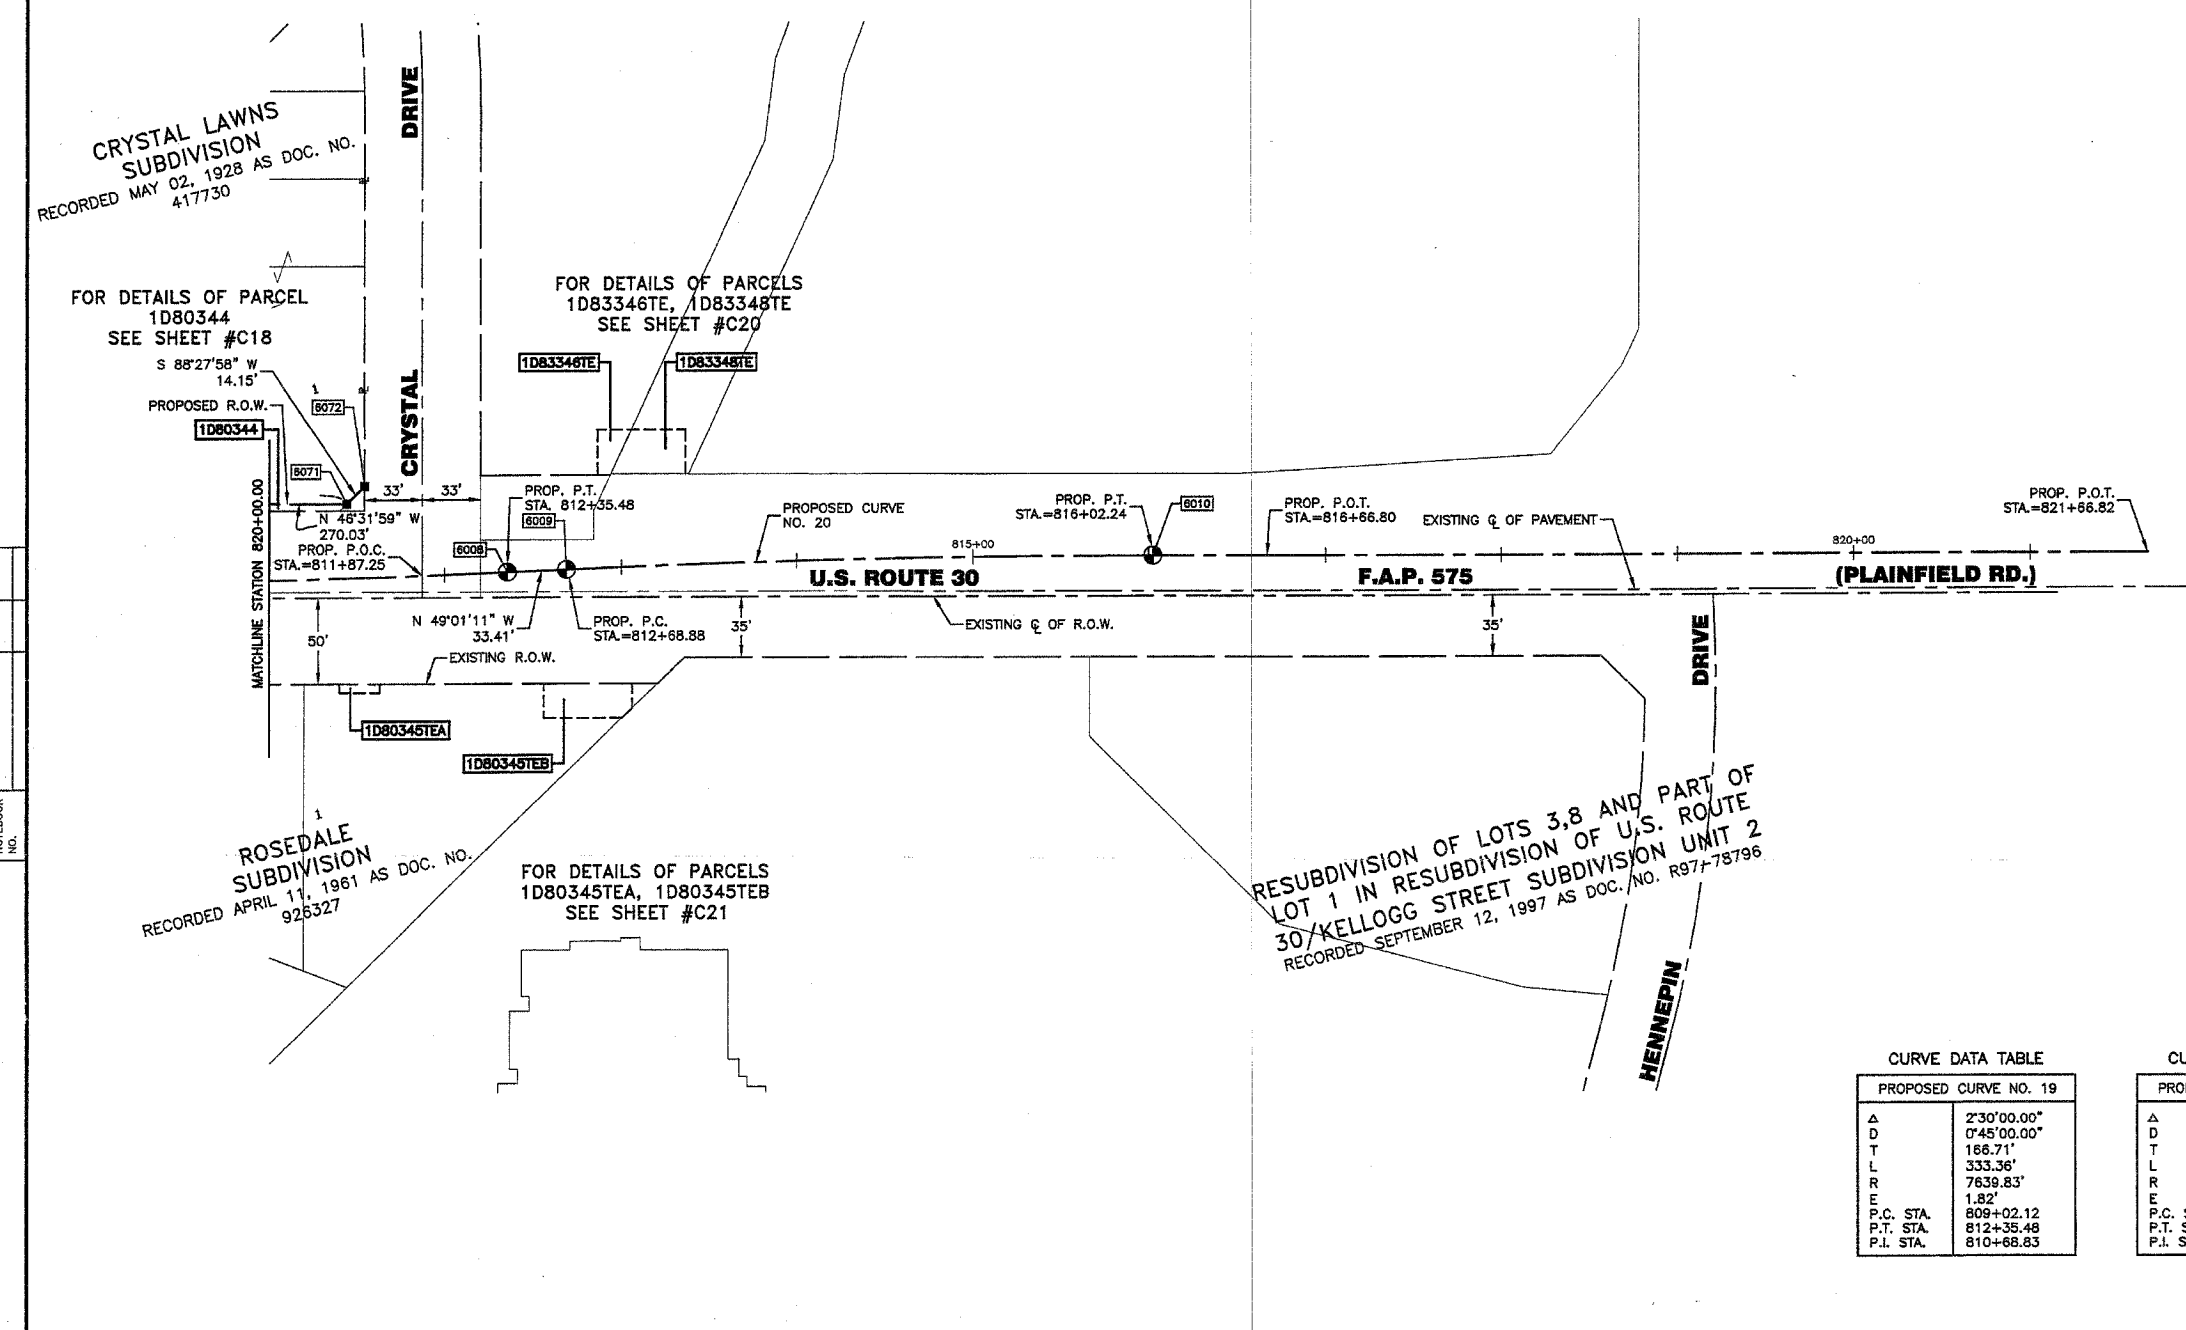 CRYSTAL LAWNS
SUBDIVISION
RECORDED MAY 02, 1928 AS DOC. NO.
417730
DRIVE
CRYSTAL
FOR DETAILS OF PARCEL
1D80344
SEE SHEET #C18
S 88°27'58" W
14.15'
PROPOSED R.O.W.
1D80344
1
6072
6071
FOR DETAILS OF PARCELS
1D83346TE, 1D83348TE
SEE SHEET #C20
1D83346TE
1D83348TE
33'
33'
N 46°31'59" W
270.03'
PROP. P.O.C.
STA.=811+87.25
MATCHLINE STATION 820+00.00
PROP. P.T.
STA. 812+35.48
6009
6008
PROPOSED CURVE
NO. 20
815+00
PROP. P.T.
STA.=816+02.24
6010
PROP. P.O.T.
STA.=816+66.80
EXISTING ℄ OF PAVEMENT
820+00
PROP. P.O.T.
STA.=821+66.82
U.S. ROUTE 30
F.A.P. 575
(PLAINFIELD RD.)
N 49°01'11" W
33.41'
PROP. P.C.
STA.=812+68.88
50'
35'
EXISTING ℄ OF R.O.W.
35'
EXISTING R.O.W.
1D80345TEA
1D80345TEB
DRIVE
HENNEPIN
1
ROSEDALE
SUBDIVISION
RECORDED APRIL 11, 1961 AS DOC. NO.
926327
FOR DETAILS OF PARCELS
1D80345TEA, 1D80345TEB
SEE SHEET #C21
RESUBDIVISION OF LOTS 3,8 AND PART OF
LOT 1 IN RESUBDIVISION OF U.S. ROUTE
30/KELLOGG STREET SUBDIVISION UNIT 2
RECORDED SEPTEMBER 12, 1997 AS DOC. NO. R97-78796
NO.
CURVE DATA TABLE
PROPOSED CURVE NO. 19
Δ 2°30'00.00"
D 0°45'00.00"
T 166.71'
L 333.36'
R 7639.83'
E 1.82'
P.C. STA. 809+02.12
P.T. STA. 812+35.48
P.I. STA. 810+68.83
CU
PRO
Δ
D
T
L
R
E
P.C. S
P.T. S
P.I. S